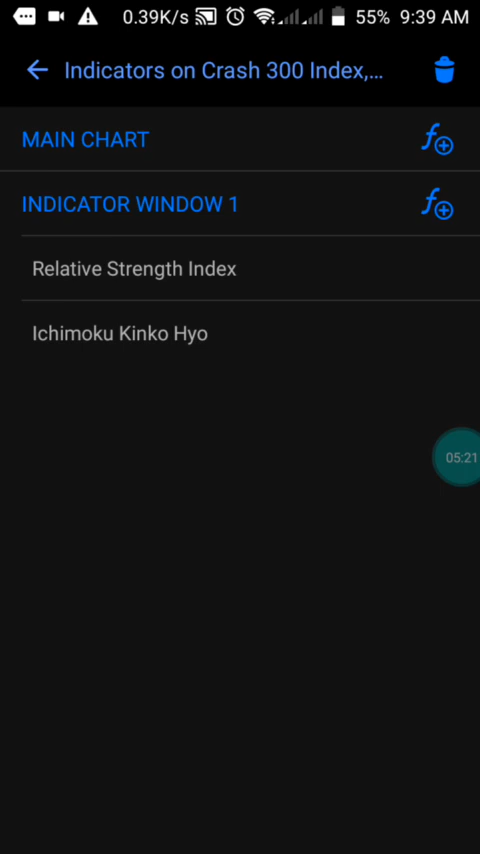 0.39K/s 55% 9:39 AM
Indicators on Crash 300 Index,...
MAIN CHART
INDICATOR WINDOW 1
Relative Strength Index
Ichimoku Kinko Hyo
05:21